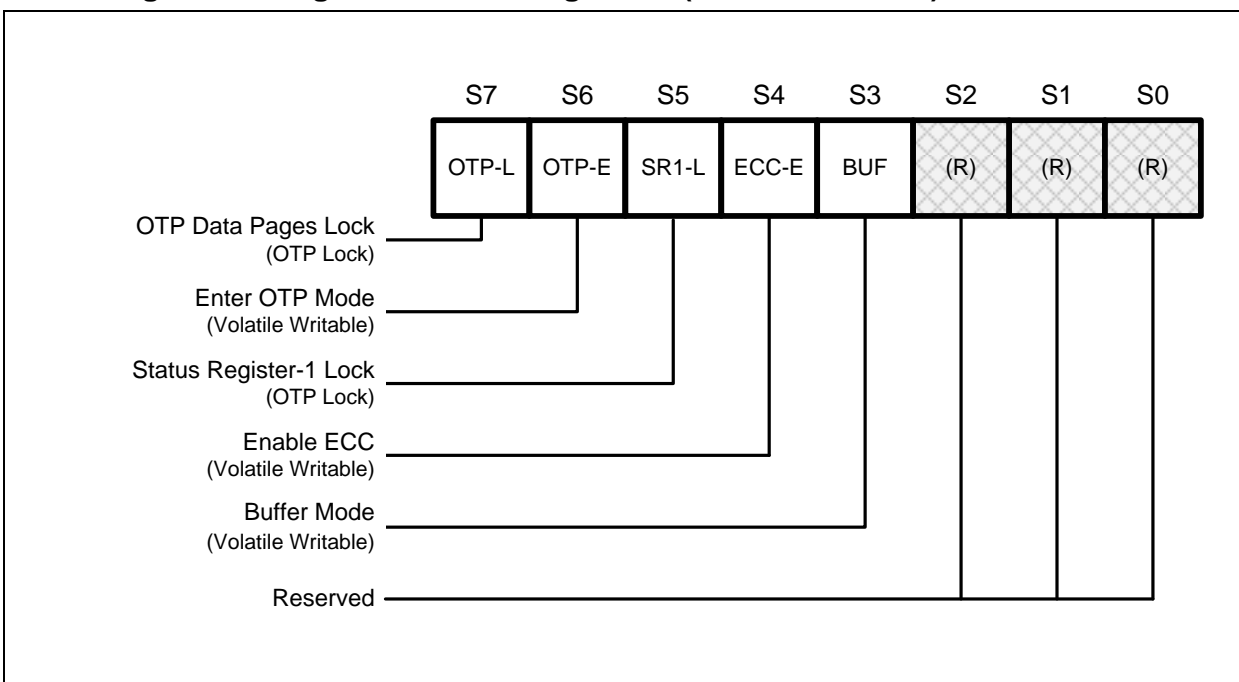 S7 S6 S5 S4 S3 S2 S1 S0
OTP-L OTP-E SR1-L ECC-E BUF (R) (R) (R)
OTP Data Pages Lock
(OTP Lock)
Enter OTP Mode
(Volatile Writable)
Status Register-1 Lock
(OTP Lock)
Enable ECC
(Volatile Writable)
Buffer Mode
(Volatile Writable)
Reserved